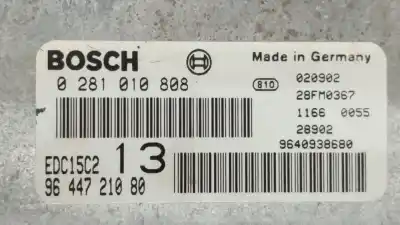 BOSCH
Made in Germany
0 281 010 808
810
020902
28FM0367
1166 0055
28902
9640938680
EDC15C2 13
96 447 210 80